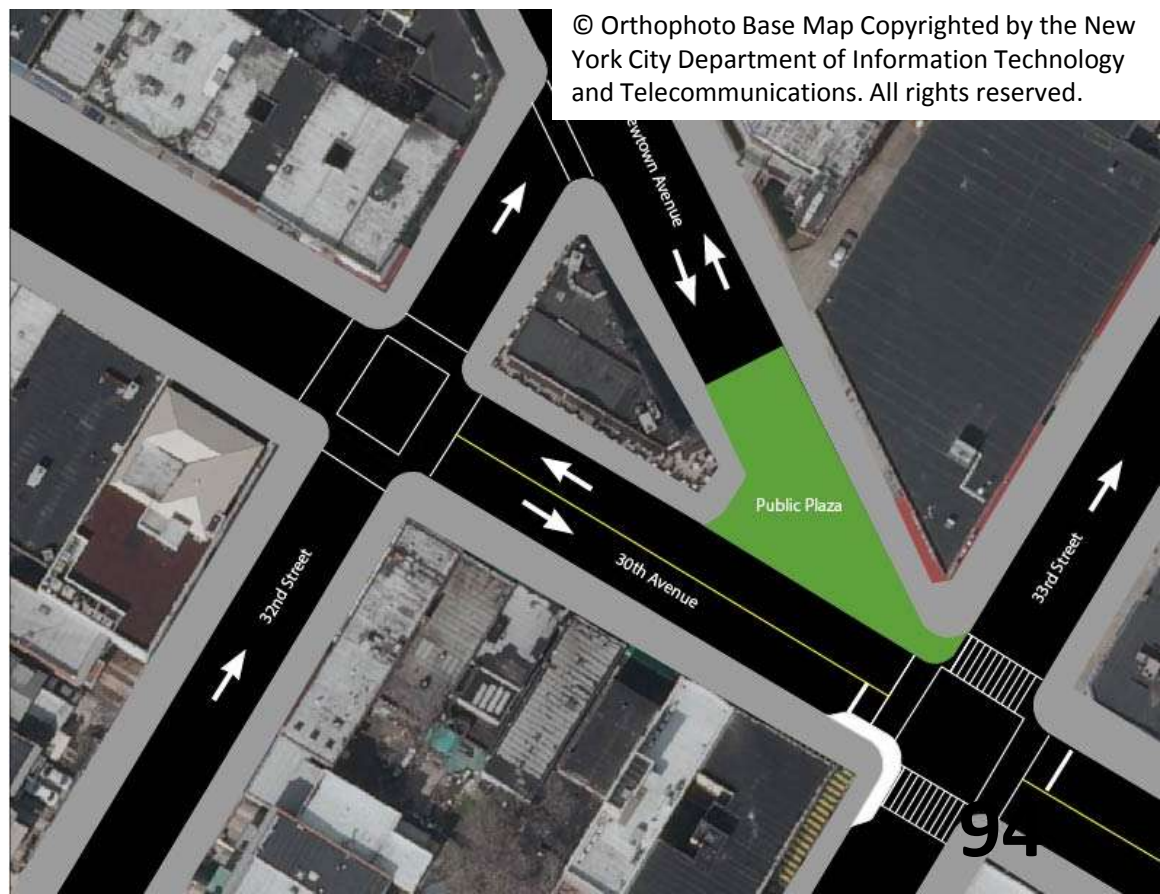 © Orthophoto Base Map Copyrighted by the New
York City Department of Information Technology
and Telecommunications. All rights reserved.
ewtown Avenue
Public Plaza
30th Avenue
32nd Street
33rd Street
94